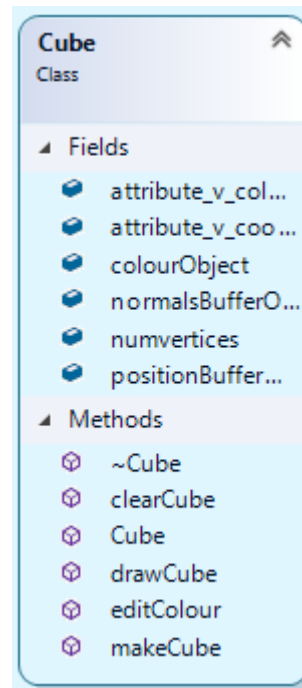 Cube
Class
Fields
attribute_v_col...
attribute_v_coo...
colourObject
normalsBufferO...
numvertices
positionBuffer...
Methods
~Cube
clearCube
Cube
drawCube
editColour
makeCube